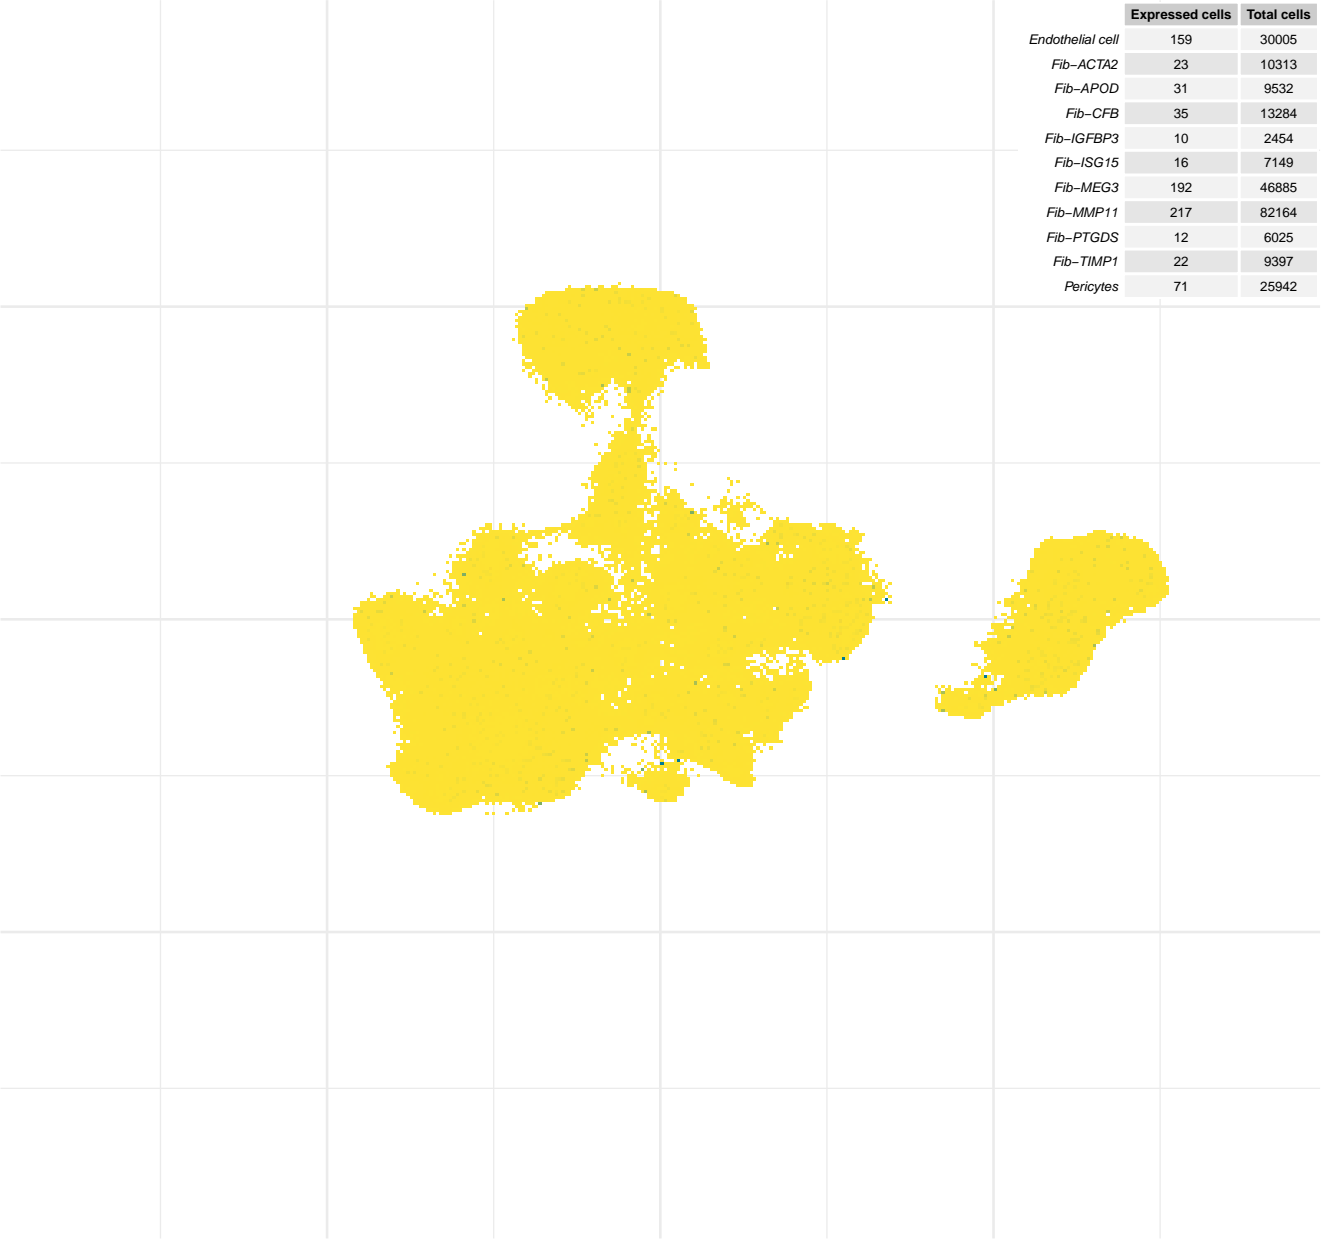 Expressed cells Total cells
Endothelial cell 159 30005
Fib−ACTA2 23 10313
Fib−APOD 31 9532
Fib−CFB 35 13284
Fib−IGFBP3 10 2454
Fib−ISG15 16 7149
Fib−MEG3 192 46885
Fib−MMP11 217 82164
Fib−PTGDS 12 6025
Fib−TIMP1 22 9397
Pericytes 71 25942